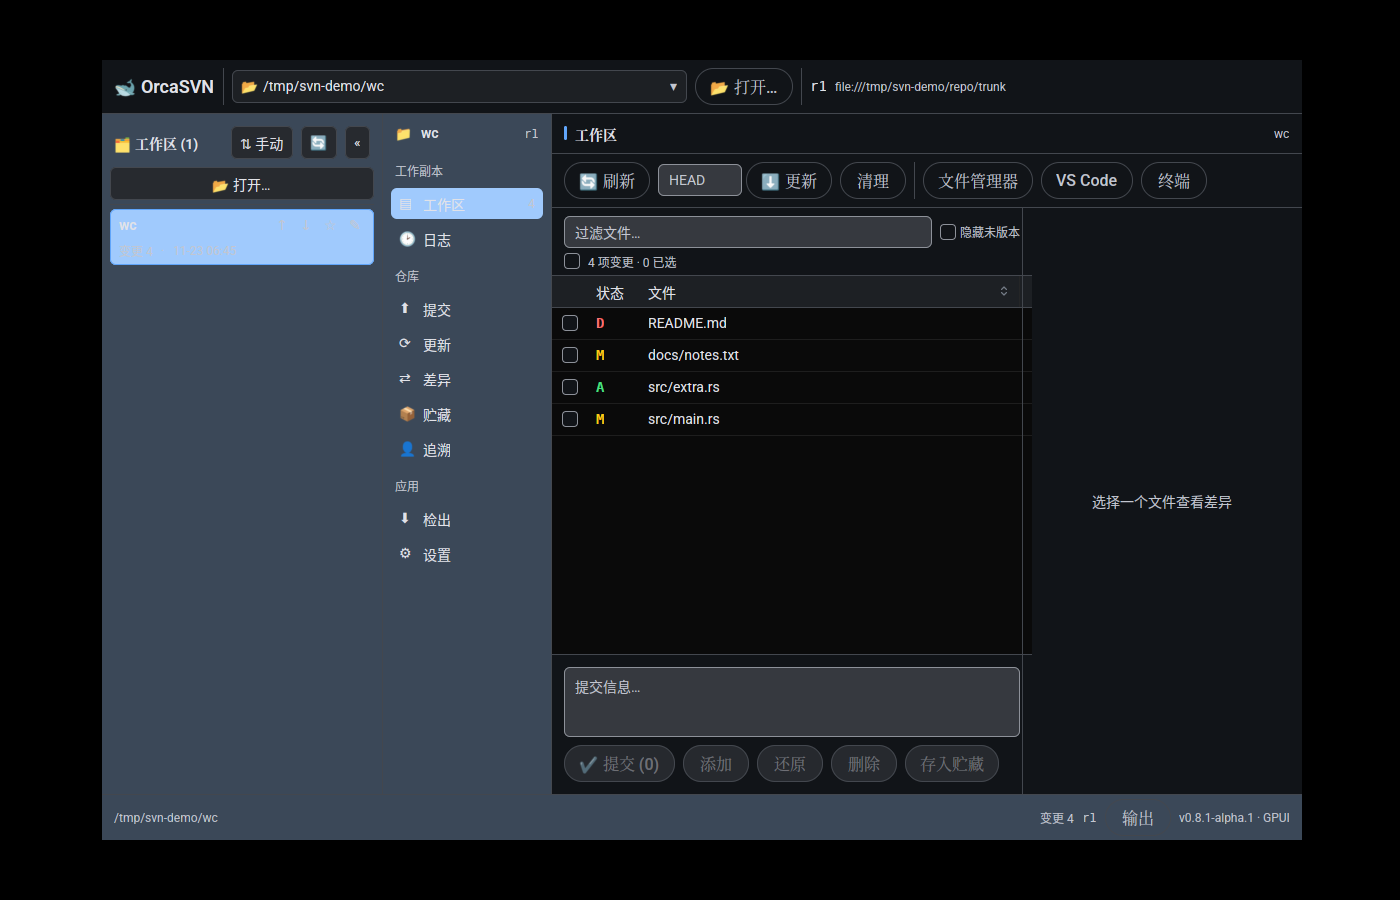 OrcaSVN
/tmp/svn-demo/wc
打开…
r1 file:///tmp/svn-demo/repo/trunk
工作区 (1)
手动
«
打开…
wc
wc r1
工作副本
工作区
日志
仓库
提交
更新
差异
贮藏
追溯
应用
检出
设置
工作区 wc
刷新
HEAD
更新
清理
文件管理器
VS Code
终端
过滤文件…
隐藏未版本
4 项变更 · 0 已选
状态 文件
D README.md
M docs/notes.txt
A src/extra.rs
M src/main.rs
选择一个文件查看差异
提交信息…
提交 (0)
添加
还原
删除
存入贮藏
/tmp/svn-demo/wc
变更 4 r1 输出 v0.8.1-alpha.1 · GPUI